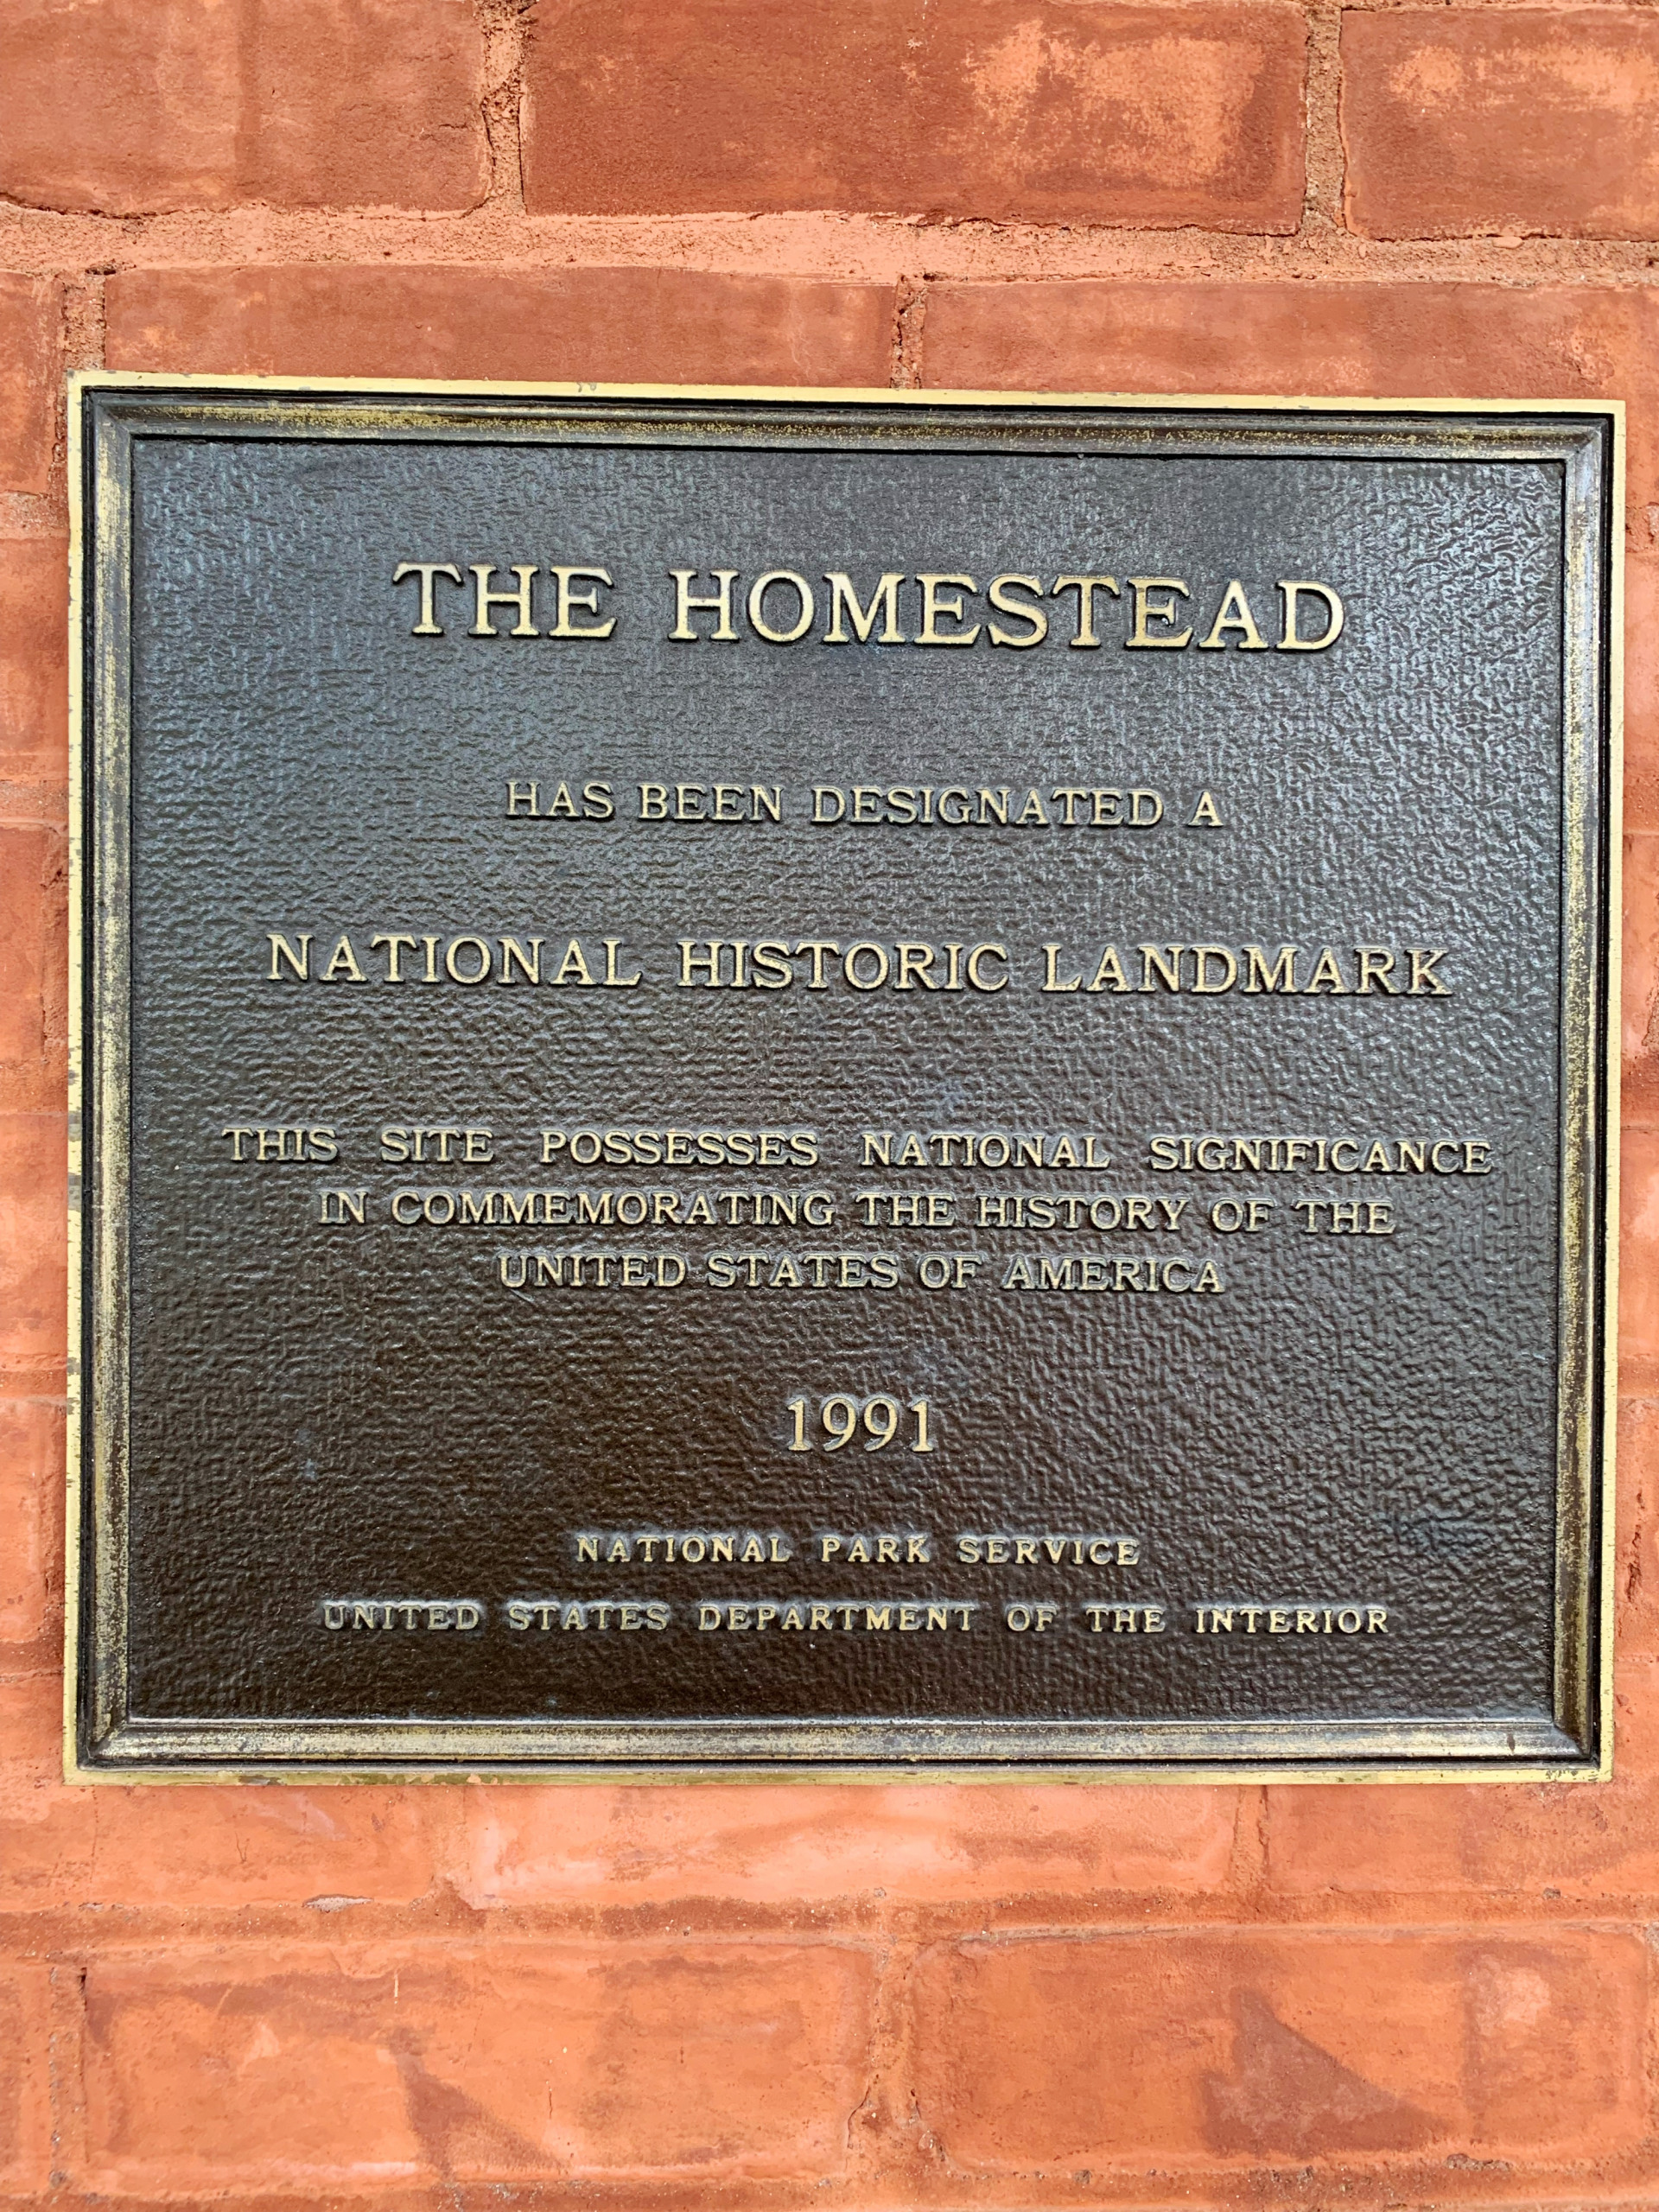 THE HOMESTEAD
HAS BEEN DESIGNATED A
NATIONAL HISTORIC LANDMARK
THIS SITE POSSESSES NATIONAL SIGNIFICANCE
IN COMMEMORATING THE HISTORY OF THE
UNITED STATES OF AMERICA
1991
NATIONAL PARK SERVICE
UNITED STATES DEPARTMENT OF THE INTERIOR